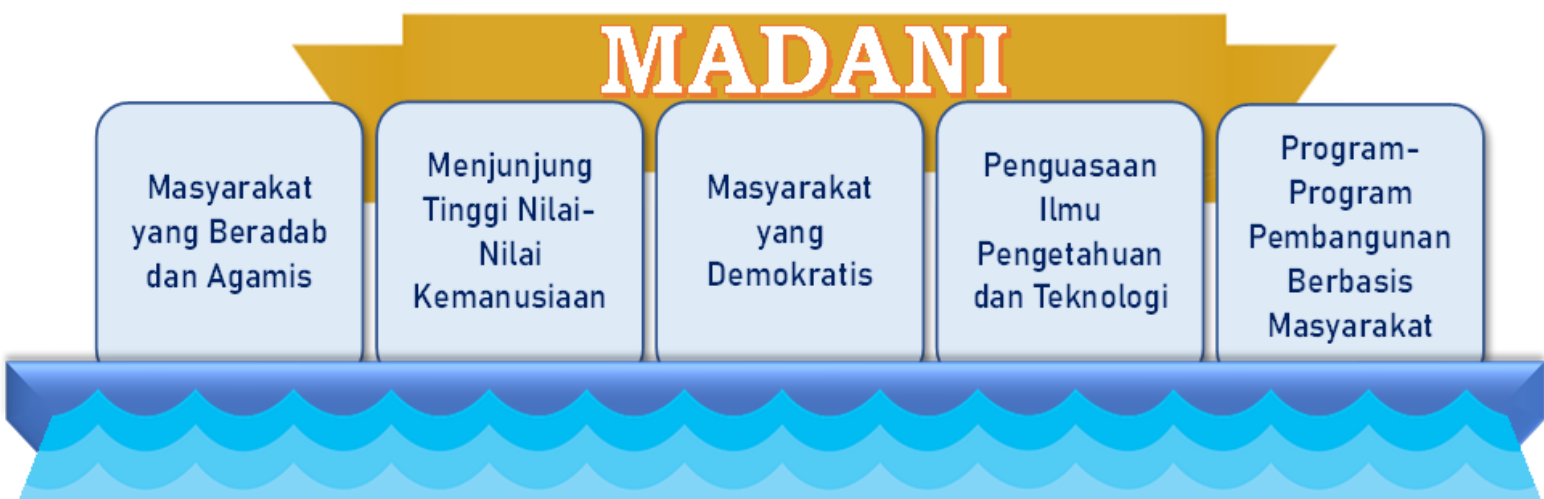 MADANI
Masyarakat
yang Beradab
dan Agamis
Menjunjung
Tinggi Nilai-
Nilai
Kemanusiaan
Masyarakat
yang
Demokratis
Penguasaan
Ilmu
Pengetahuan
dan Teknologi
Program-
Program
Pembangunan
Berbasis
Masyarakat